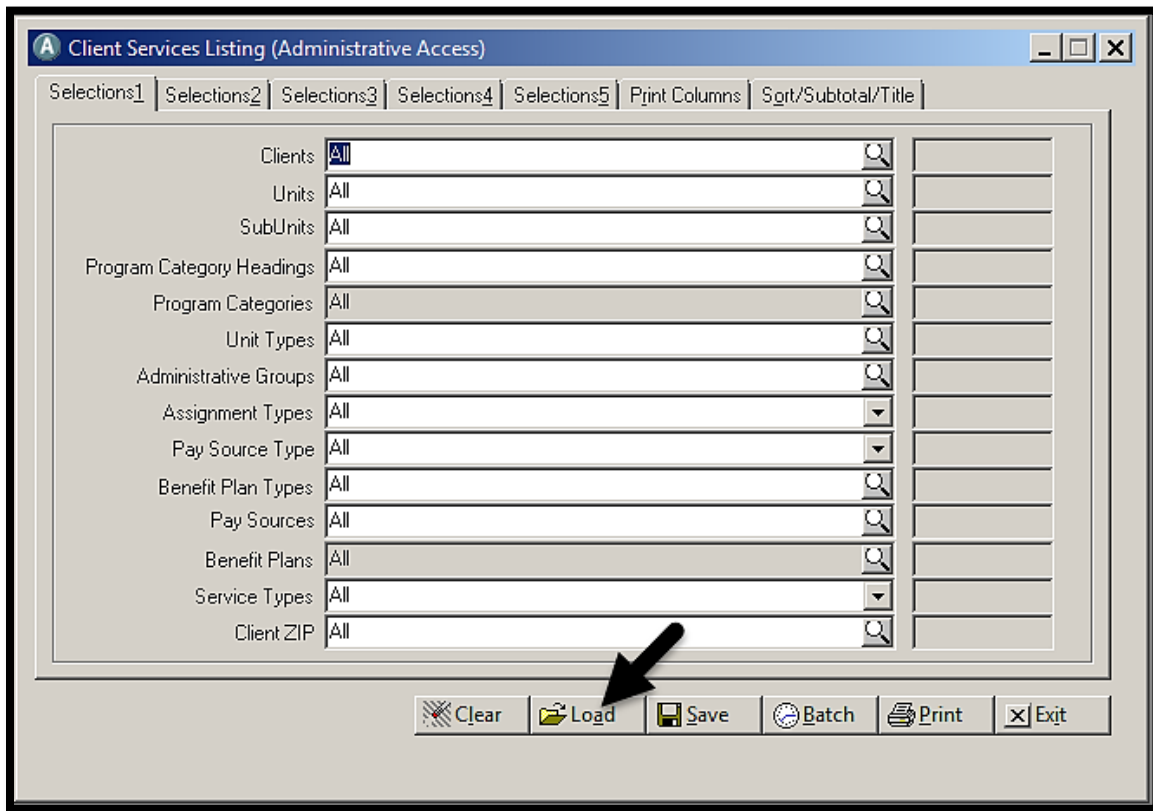 A Client Services Listing (Administrative Access)
Selections1 Selections2 Selections3 Selections4 Selections5 Print Columns Sort/Subtotal/Title
Clients All
Units All
SubUnits All
Program Category Headings All
Program Categories All
Unit Types All
Administrative Groups All
Assignment Types All
Pay Source Type All
Benefit Plan Types All
Pay Sources All
Benefit Plans All
Service Types All
Client ZIP All
Clear Load Save Batch Print Exit